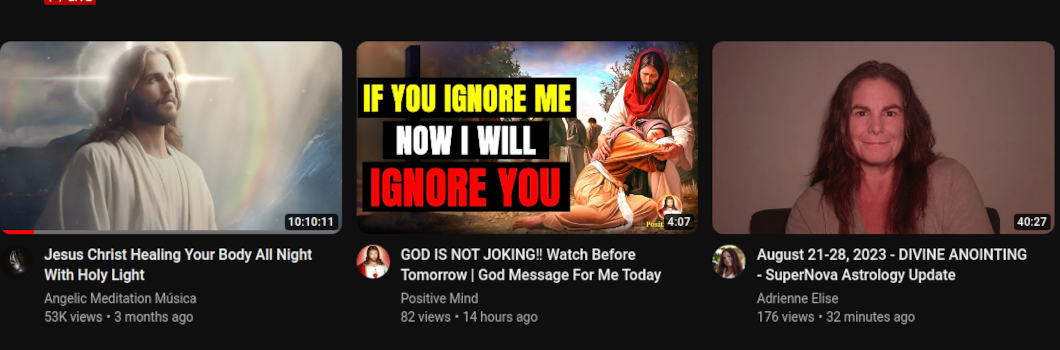 10:10:11
Jesus Christ Healing Your Body All Night
With Holy Light
Angelic Meditation Música
53K views • 3 months ago
IF YOU IGNORE ME
NOW I WILL
IGNORE YOU
4:07
GOD IS NOT JOKING!! Watch Before
Tomorrow | God Message For Me Today
Positive Mind
82 views • 14 hours ago
40:27
August 21-28, 2023 - DIVINE ANOINTING
- SuperNova Astrology Update
Adrienne Elise
176 views • 32 minutes ago